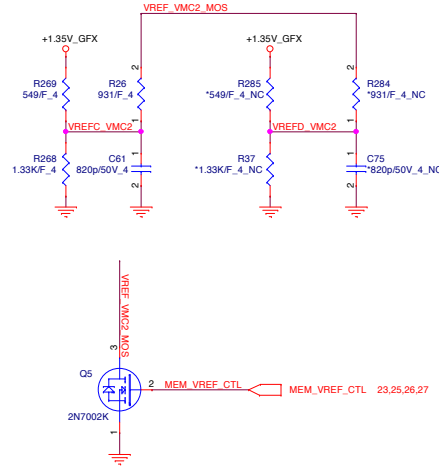 VREF_VMC2_MOS
+1.35V_GFX
+1.35V_GFX
R269
549/F_4
2
R26
931/F_4
1
R285
*549/F_4_NC
2
R284
*931/F_4_NC
1
VREFC_VMC2
VREFD_VMC2
R268
1.33K/F_4
1
C61
820p/50V_4
2
R37
*1.33K/F_4_NC
1
C75
*820p/50V_4_NC
2
VREF_VMC2_MOS
3
Q5
2
MEM_VREF_CTL
MEM_VREF_CTL 23,25,26,27
2N7002K
1